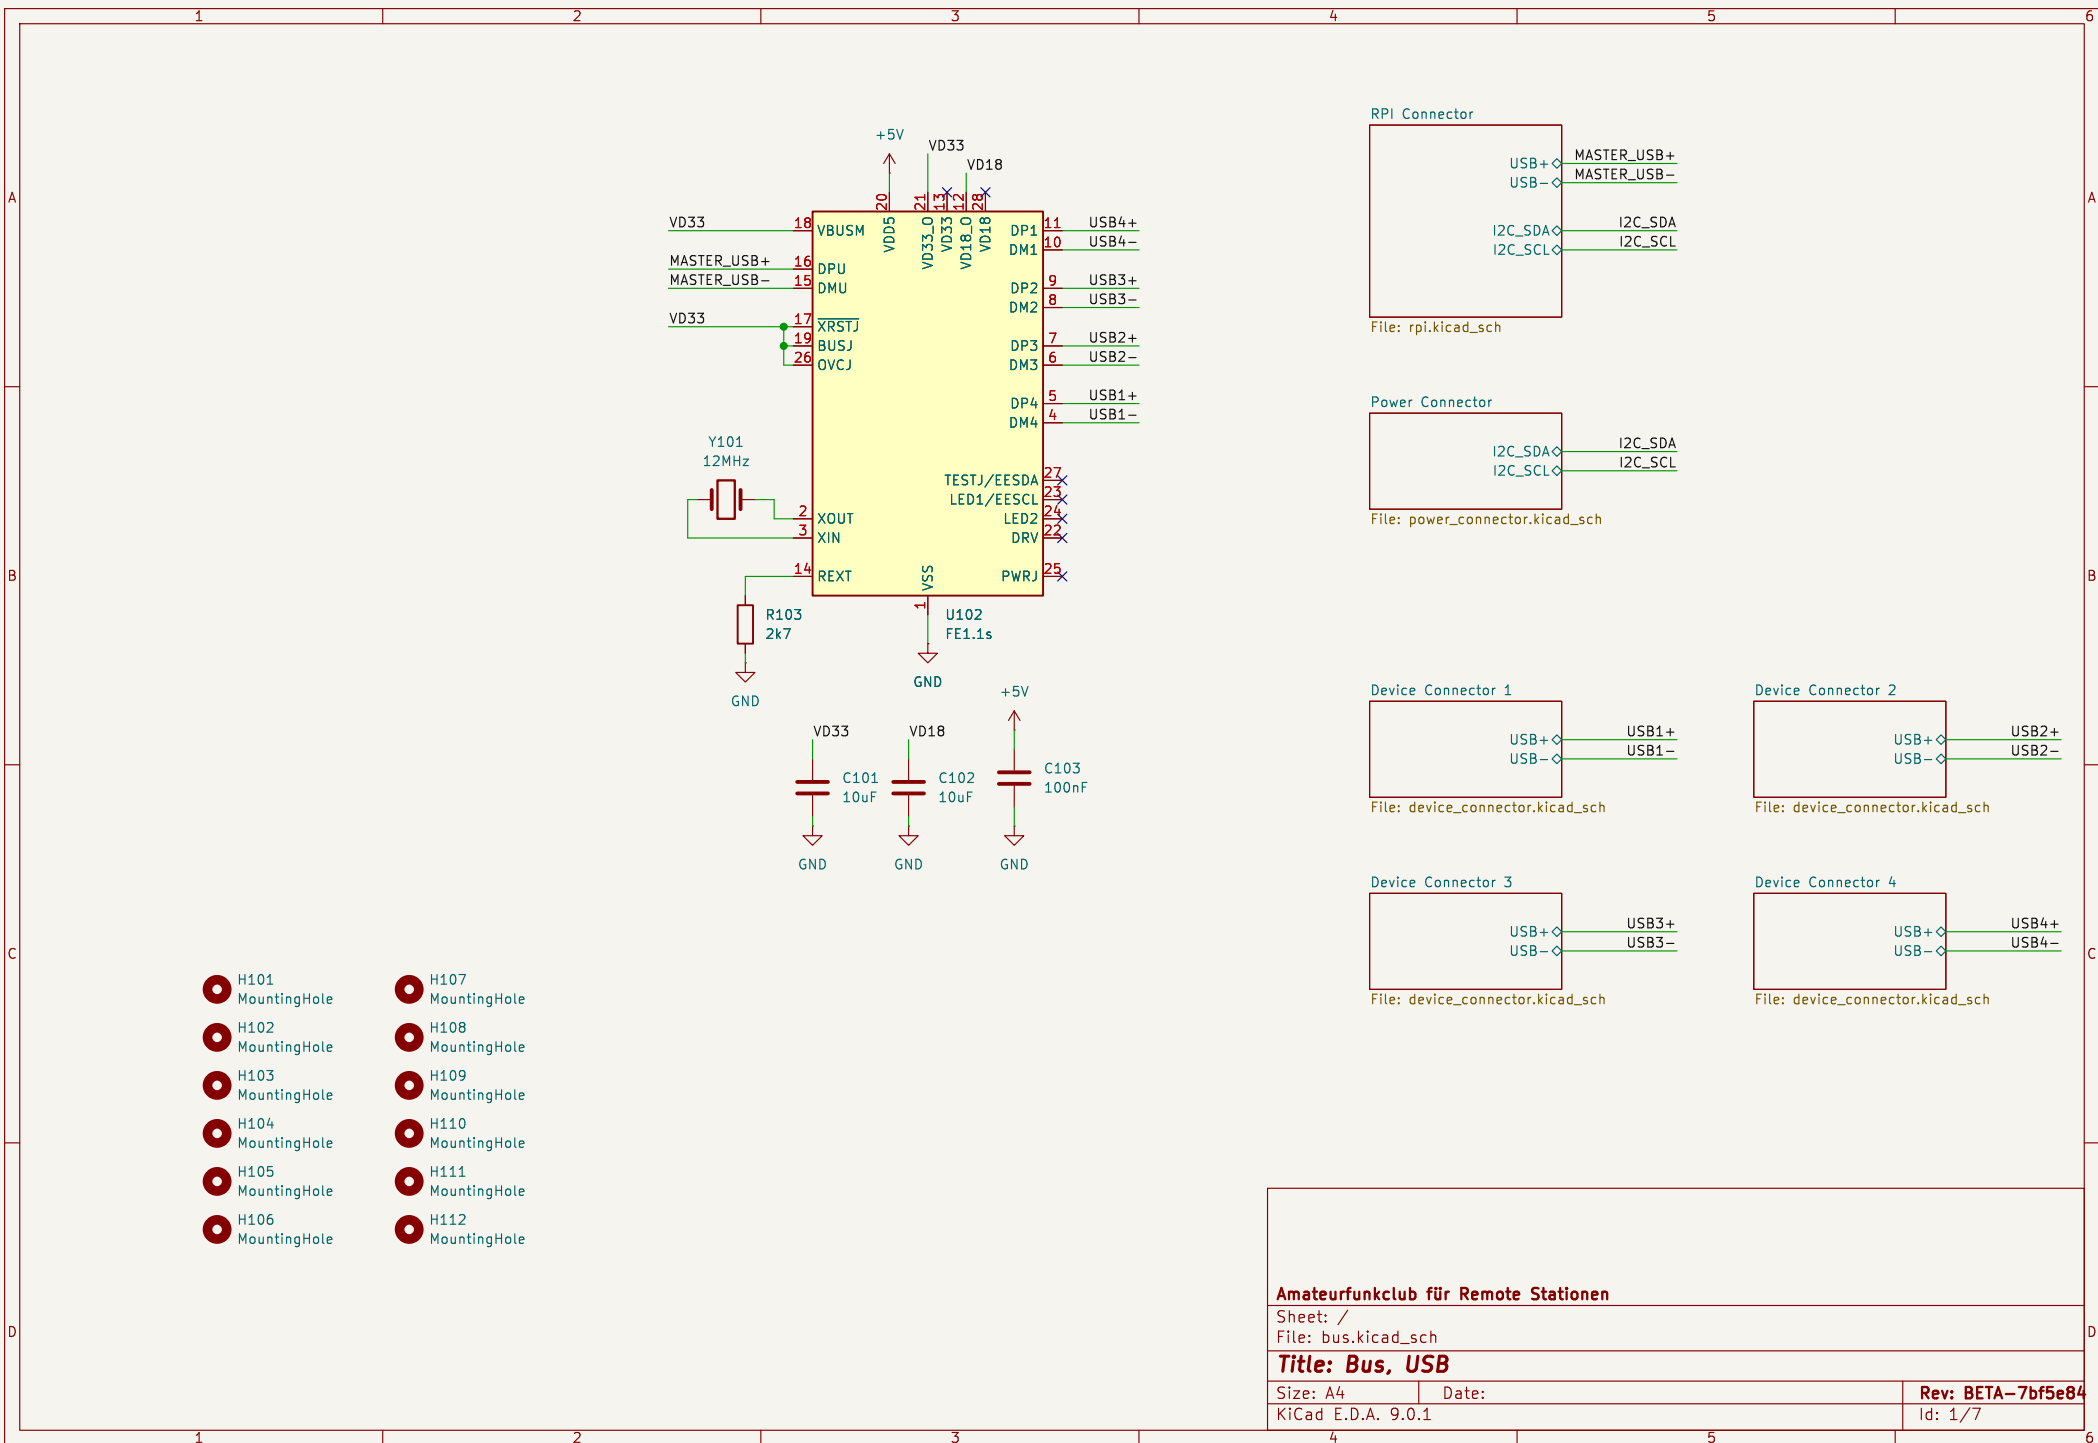 1 2 3 4 5 6
A
B
C
D
+5V
VD33
VD18
20 21 13 12 28
VDD5 VD33_O VD33 VD18_O VD18
VD33 18 VBUSM
MASTER_USB+ 16 DPU
MASTER_USB- 15 DMU
VD33 17 XRSTJ
19 BUSJ
26 OVCJ
Y101
12MHz
2 XOUT
3 XIN
14 REXT
R103
2k7
GND
DP1 11 USB4+
DM1 10 USB4-
DP2 9 USB3+
DM2 8 USB3-
DP3 7 USB2+
DM3 6 USB2-
DP4 5 USB1+
DM4 4 USB1-
TESTJ/EESDA 27
LED1/EESCL 23
LED2 24
DRV 22
PWRJ 25
VSS
1
U102
FE1.1s
GND
VD33
C101
10uF
GND
VD18
C102
10uF
GND
+5V
C103
100nF
GND
RPI Connector
USB+ MASTER_USB+
USB- MASTER_USB-
I2C_SDA I2C_SDA
I2C_SCL I2C_SCL
File: rpi.kicad_sch
Power Connector
I2C_SDA I2C_SDA
I2C_SCL I2C_SCL
File: power_connector.kicad_sch
Device Connector 1
USB+ USB1+
USB- USB1-
File: device_connector.kicad_sch
Device Connector 2
USB+ USB2+
USB- USB2-
File: device_connector.kicad_sch
Device Connector 3
USB+ USB3+
USB- USB3-
File: device_connector.kicad_sch
Device Connector 4
USB+ USB4+
USB- USB4-
File: device_connector.kicad_sch
H101
MountingHole
H102
MountingHole
H103
MountingHole
H104
MountingHole
H105
MountingHole
H106
MountingHole
H107
MountingHole
H108
MountingHole
H109
MountingHole
H110
MountingHole
H111
MountingHole
H112
MountingHole
Amateurfunkclub für Remote Stationen
Sheet: /
File: bus.kicad_sch
Title: Bus, USB
Size: A4 Date: Rev: BETA-7bf5e84
KiCad E.D.A. 9.0.1 Id: 1/7
A
B
C
D
1 2 3 4 5 6